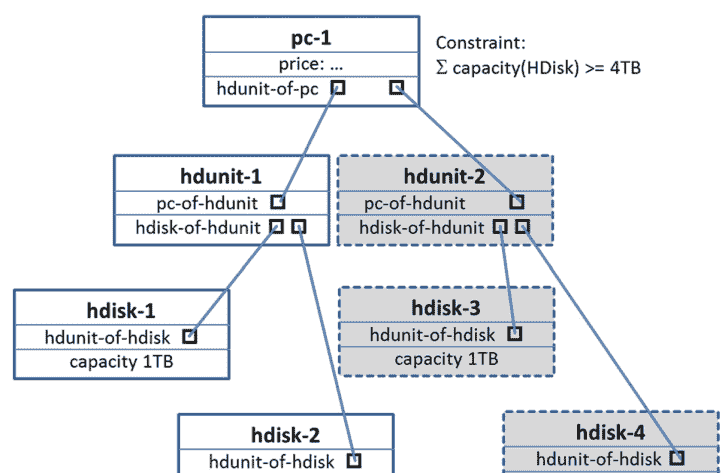 pc-1
price: ...
hdunit-of-pc
Constraint:
Σ capacity(HDisk) >= 4TB
hdunit-1
pc-of-hdunit
hdisk-of-hdunit
hdunit-2
pc-of-hdunit
hdisk-of-hdunit
hdisk-1
hdunit-of-hdisk
capacity 1TB
hdisk-3
hdunit-of-hdisk
capacity 1TB
hdisk-2
hdunit-of-hdisk
hdisk-4
hdunit-of-hdisk